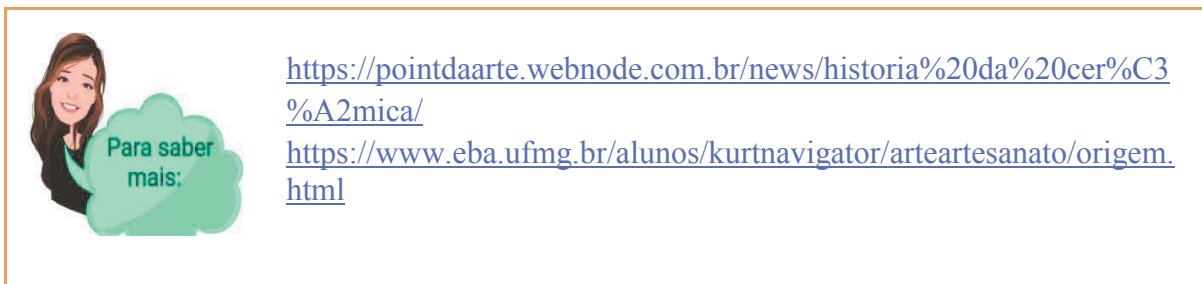 Para saber
mais:
https://pointdaarte.webnode.com.br/news/historia%20da%20cer%C3
%A2mica/
https://www.eba.ufmg.br/alunos/kurtnavigator/arteartesanato/origem.
html